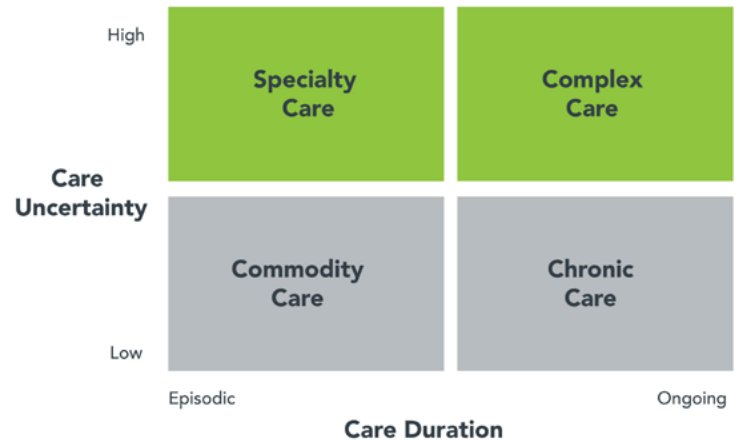 High
Specialty
Care
Complex
Care
Care
Uncertainty
Commodity
Care
Chronic
Care
Low
Episodic
Ongoing
Care Duration